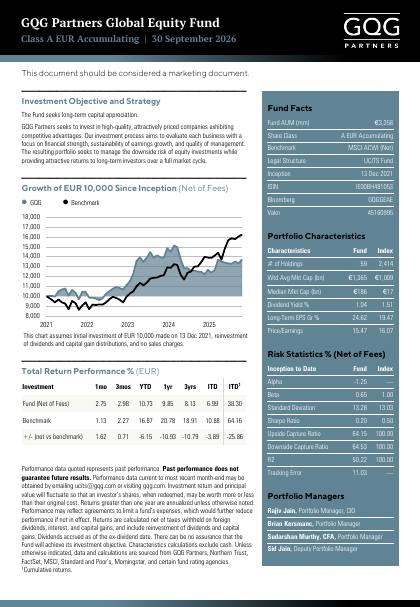 GQG Partners Global Equity Fund
Class A EUR Accumulating | 30 September 2026
GQG
PARTNERS
This document should be considered a marketing document.
Investment Objective and Strategy
The Fund seeks long-term capital appreciation.
GQG Partners seeks to invest in high-quality, attractively priced companies exhibiting
competitive advantages. Our investment process aims to evaluate each business with a
focus on financial strength, sustainability of earnings growth, and quality of management.
The resulting portfolio seeks to manage the downside risk of equity investments while
providing attractive returns to long-term investors over a full market cycle.
Growth of EUR 10,000 Since Inception (Net of Fees)
GQG Benchmark
18,000
17,000
16,000
15,000
14,000
13,000
12,000
11,000
10,000
9,000
8,000
2021 2022 2023 2024 2025
This chart assumes initial investment of EUR 10,000 made on 13 Dec 2021, reinvestment
of dividends and capital gain distributions, and no sales charges.
Total Return Performance % (EUR)
Investment 1mo 3mos YTD 1yr 3yrs ITD ITD¹
Fund (Net of Fees) 2.75 2.98 10.73 9.85 8.13 6.99 38.30
Benchmark 1.13 2.27 16.87 20.78 18.91 10.88 64.16
+/- (net vs benchmark) 1.62 0.71 -6.15 -10.93 -10.79 -3.89 -25.86
Performance data quoted represents past performance. Past performance does not
guarantee future results. Performance data current to most recent month-end may be
obtained by emailing ucits@gqg.com or visiting gqg.com. Investment return and principal
value will fluctuate so that an investor's shares, when redeemed, may be worth more or less
than their original cost. Returns greater than one year are annualised unless otherwise noted.
Performance may reflect agreements to limit a fund's expenses, which would further reduce
performance if not in effect. Returns are calculated net of taxes withheld on foreign
dividends, interest, and capital gains, and include reinvestment of dividends and capital
gains. Dividends accrued as of the ex-dividend date. There can be no assurance that the
Fund will achieve its investment objective. Characteristics calculations exclude cash. Unless
otherwise indicated, data and calculations are sourced from GQG Partners, Northern Trust,
FactSet, MSCI, Standard and Poor's, Morningstar, and certain fund rating agencies.
¹Cumulative returns.
Fund Facts
Fund AUM (mm) €3,358
Share Class A EUR Accumulating
Benchmark MSCI ACWI (Net)
Legal Structure UCITS Fund
Inception 13 Dec 2021
ISIN IE00BH481053
Bloomberg GQGGEAE
Valor 45160995
Portfolio Characteristics
Characteristics Fund Index
# of Holdings 59 2,414
Wtd Avg Mkt Cap (bn) €1,365 €1,009
Median Mkt Cap (bn) €186 €17
Dividend Yield % 1.04 1.51
Long-Term EPS Gr % 24.62 19.47
Price/Earnings 15.47 16.07
Risk Statistics % (Net of Fees)
Inception to Date Fund Index
Alpha -1.25 —
Beta 0.65 1.00
Standard Deviation 13.28 13.03
Sharpe Ratio 0.20 0.50
Upside Capture Ratio 64.15 100.00
Downside Capture Ratio 64.53 100.00
R2 50.22 100.00
Tracking Error 11.03 —
Portfolio Managers
Rajiv Jain, Portfolio Manager, CIO
Brian Kersmanc, Portfolio Manager
Sudarshan Murthy, CFA, Portfolio Manager
Sid Jain, Deputy Portfolio Manager